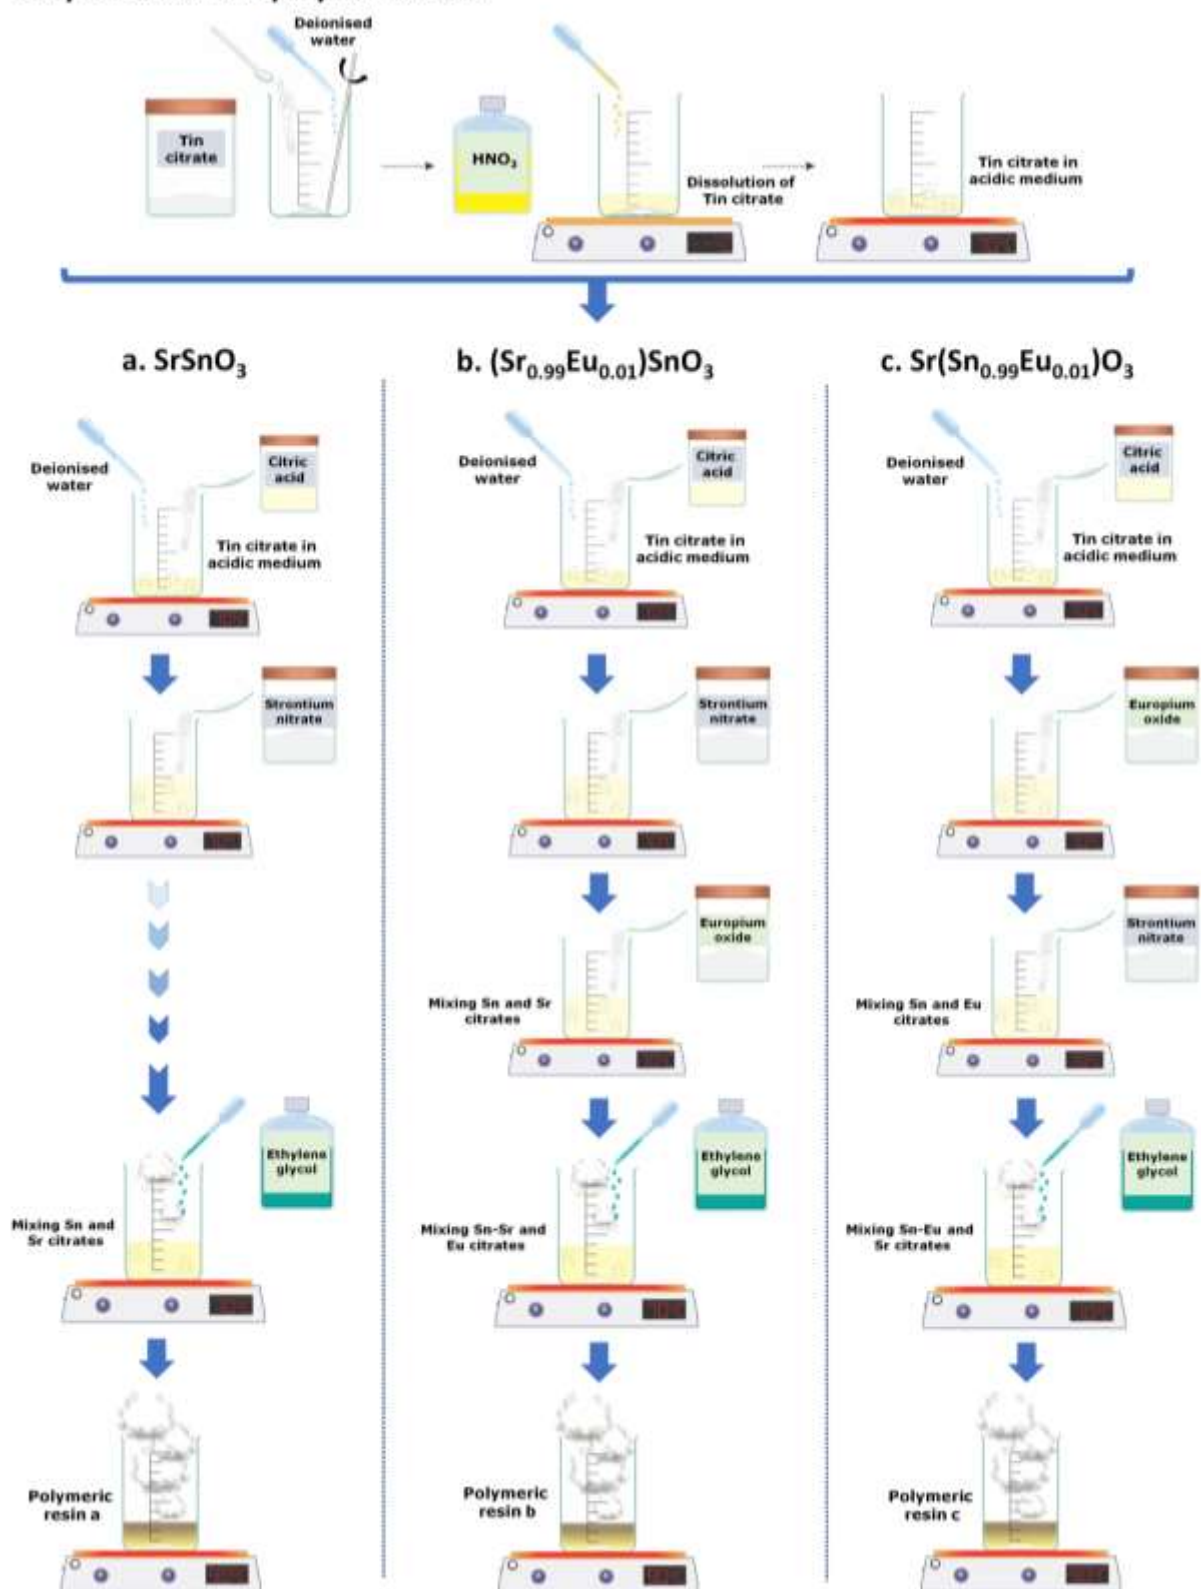 Deionised
water
Tin
citrate
HNO3
Dissolution of
Tin citrate
Tin citrate in
acidic medium
a. SrSnO3
b. (Sr0.99Eu0.01)SnO3
c. Sr(Sn0.99Eu0.01)O3
Deionised
water
Citric
acid
Tin citrate in
acidic medium
Deionised
water
Citric
acid
Tin citrate in
acidic medium
Deionised
water
Citric
acid
Tin citrate in
acidic medium
Strontium
nitrate
Strontium
nitrate
Europium
oxide
Europium
oxide
Mixing Sn and Sr
citrates
Strontium
nitrate
Mixing Sn and Eu
citrates
Ethylene
glycol
Mixing Sn and
Sr citrates
Ethylene
glycol
Mixing Sn-Sr and
Eu citrates
Ethylene
glycol
Mixing Sn-Eu and
Sr citrates
Polymeric
resin a
Polymeric
resin b
Polymeric
resin c